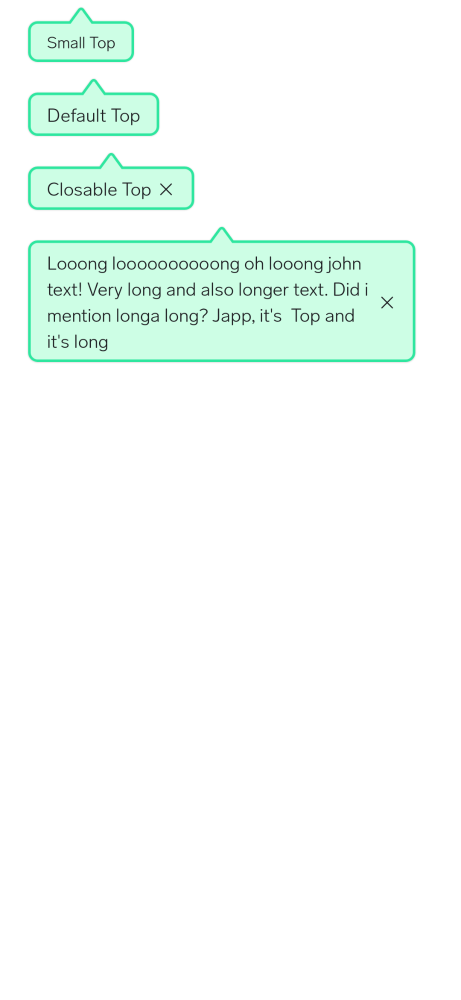 Small Top
Default Top
Closable Top
Looong loooooooooong oh looong john
text! Very long and also longer text. Did i
mention longa long? Japp, it's  Top and
it's long